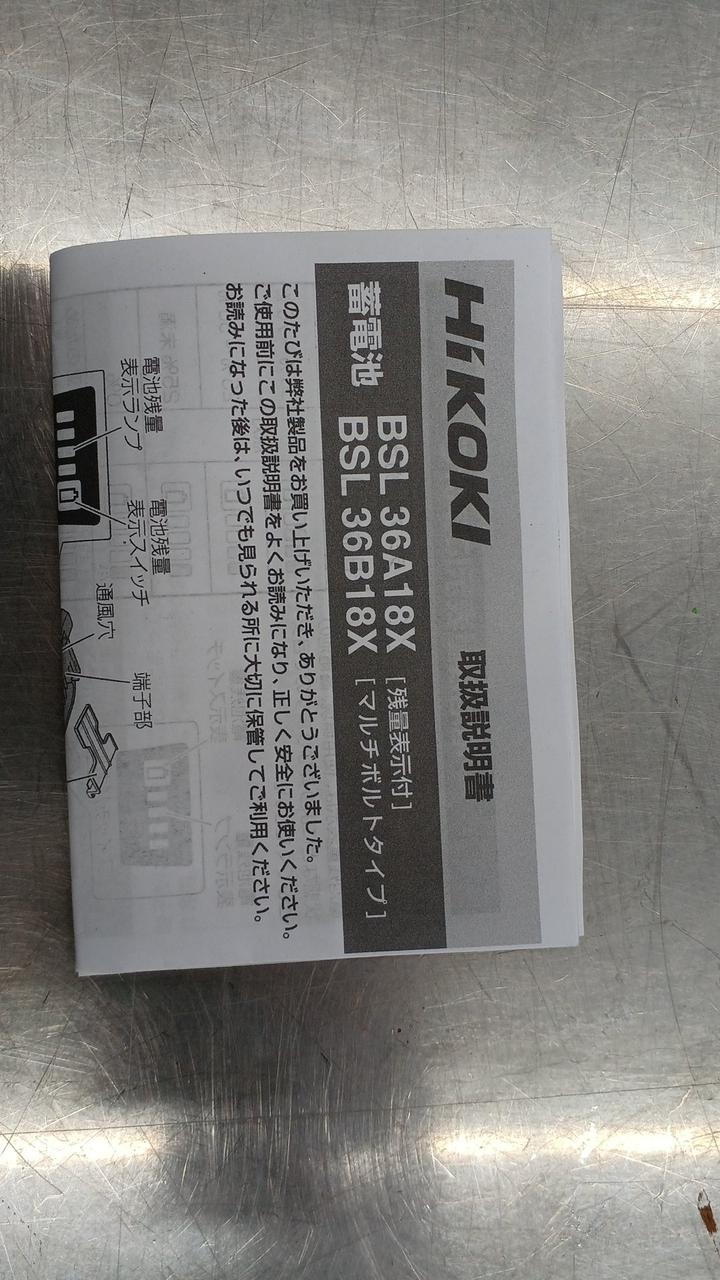 HiKOKI 取扱説明書
蓄電池 BSL 36A18X [残量表示付]
BSL 36B18X [マルチボルトタイプ]
このたびは弊社製品をお買い上げいただき、ありがとうございました。
ご使用前にこの取扱説明書をよくお読みになり、正しく安全にお使いください。
お読みになった後は、いつでも見られる所に大切に保管してご利用ください。
電池残量
表示ランプ
電池残量
表示スイッチ
通風穴
端子部